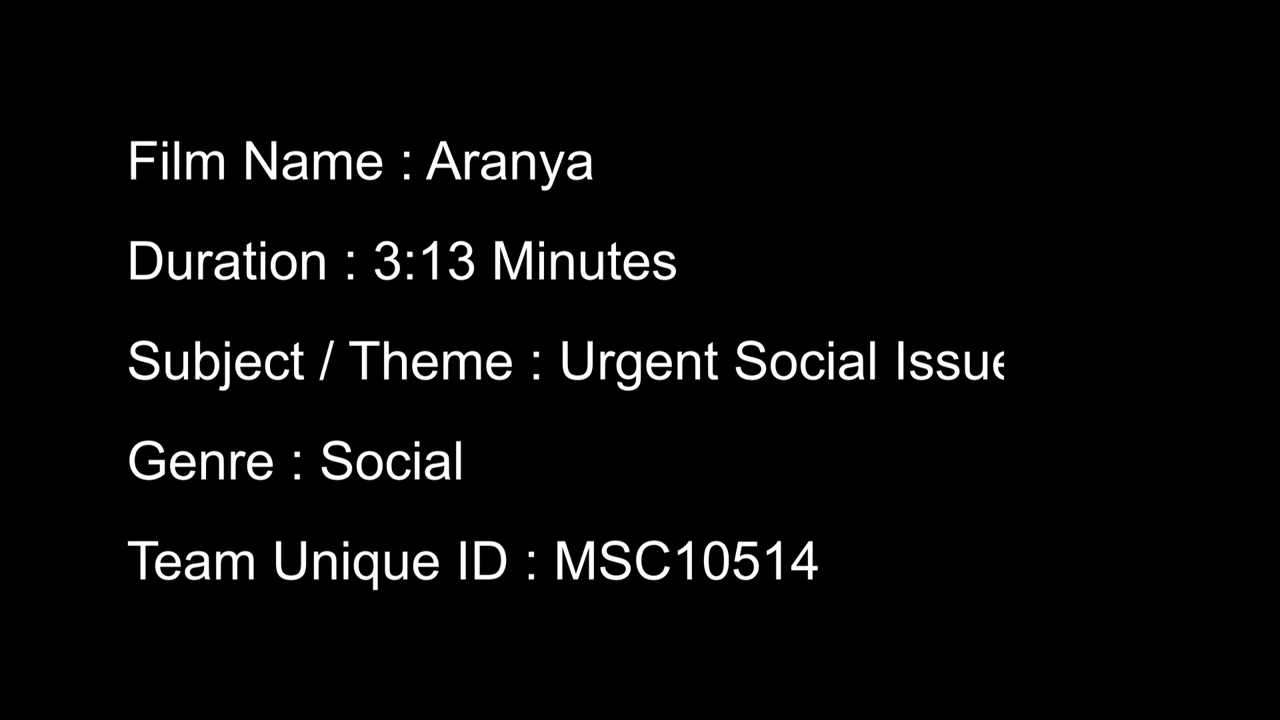 Film Name : Aranya
Duration : 3:13 Minutes
Subject / Theme : Urgent Social Issue
Genre : Social
Team Unique ID : MSC10514